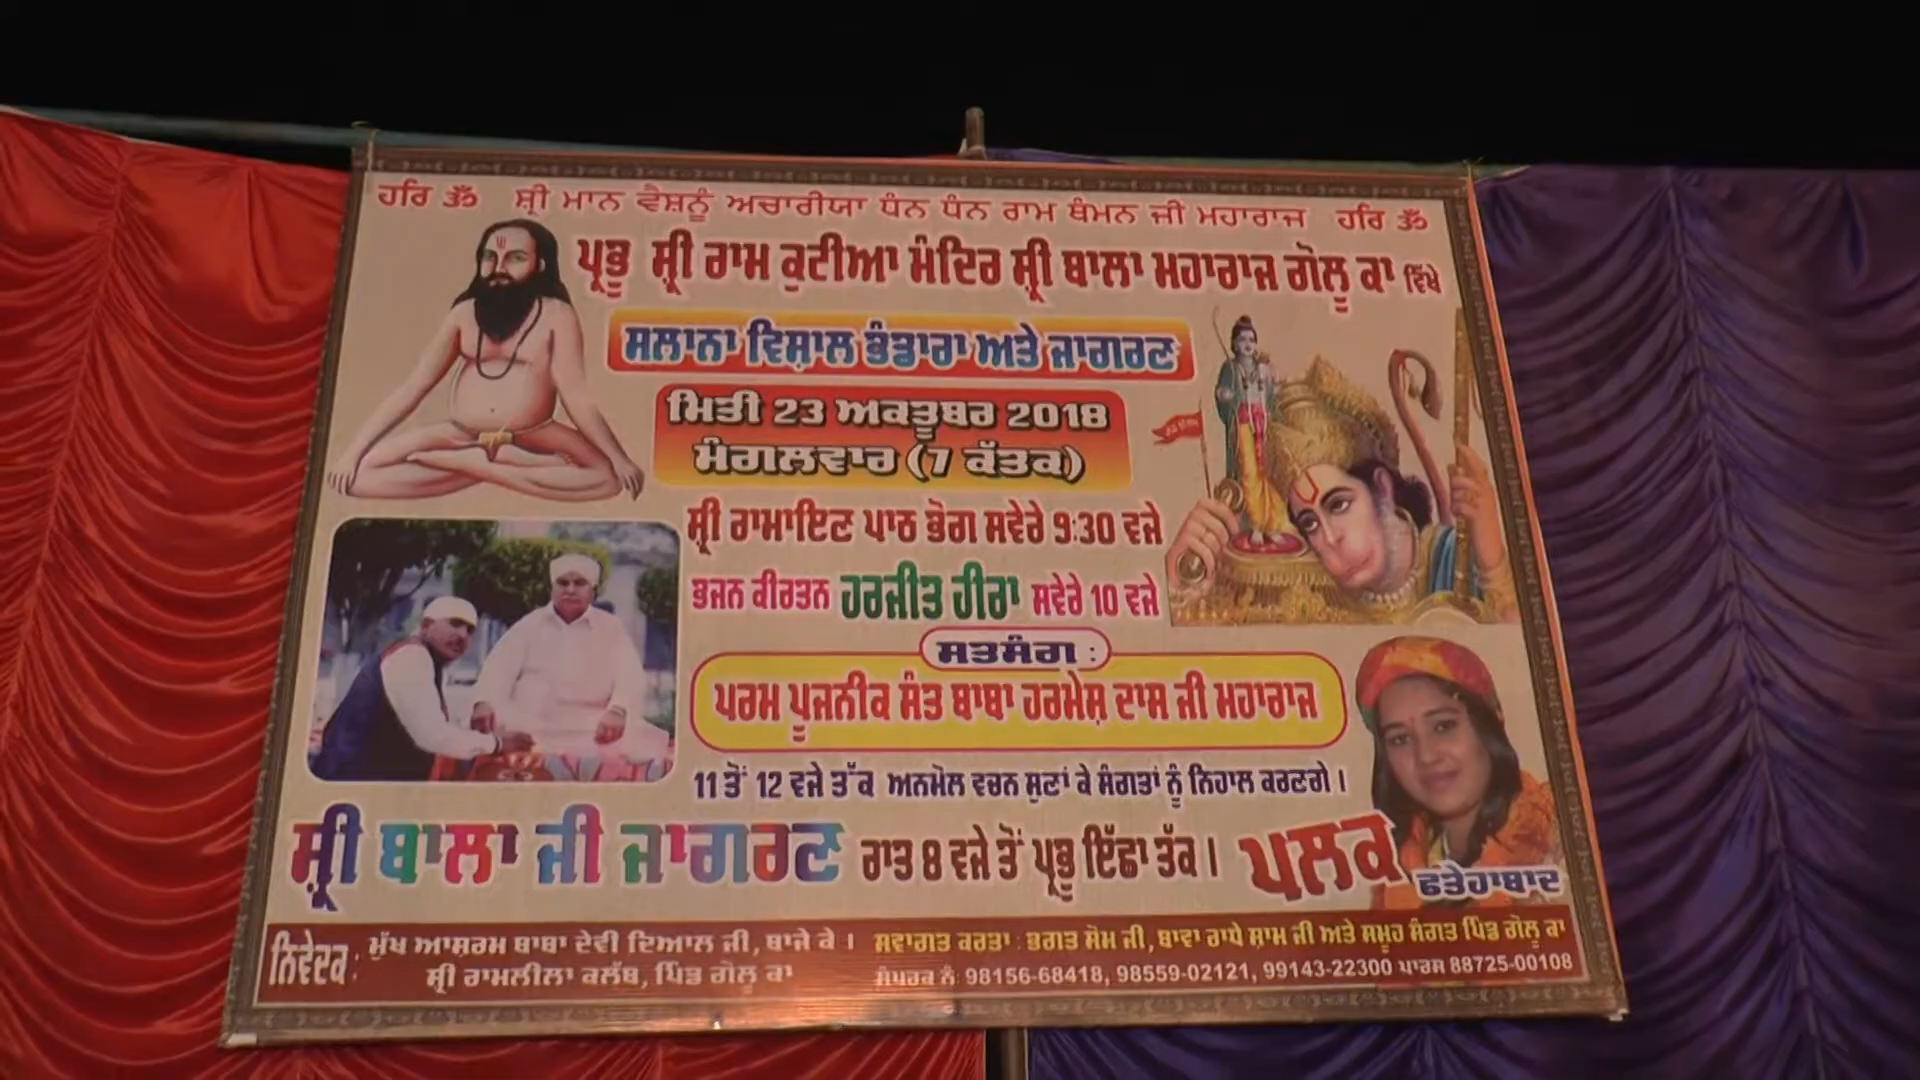 ਹਰਿ ੴ ਸ਼੍ਰੀ ਮਾਨ ਵੈਸ਼ਨੂੰ ਅਚਾਰੀਯਾ ਧੰਨ ਧੰਨ ਰਾਮ ਥੰਮਨ ਜੀ ਮਹਾਰਾਜ ਹਰਿ ੴ
ਪ੍ਰਭੂ ਸ਼੍ਰੀ ਰਾਮ ਕੁਟੀਆ ਮੰਦਿਰ ਸ਼੍ਰੀ ਬਾਲਾ ਮਹਾਰਾਜ ਗੋਲੂ ਕਾ ਵਿੱਖੇ
ਸਲਾਨਾ ਵਿਸ਼ਾਲ ਭੰਡਾਰਾ ਅਤੇ ਜਾਗਰਣ
ਮਿਤੀ 23 ਅਕਤੂਬਰ 2018
ਮੰਗਲਵਾਰ (7 ਕੱਤਕ)
ਸ਼੍ਰੀ ਰਾਮਾਇਣ ਪਾਠ ਭੋਗ ਸਵੇਰੇ 9:30 ਵਜੇ
ਭਜਨ ਕੀਰਤਨ ਹਰਜੀਤ ਹੀਰਾ ਸਵੇਰੇ 10 ਵਜੇ
ਸਤਸੰਗ :
ਪਰਮ ਪੂਜਨੀਕ ਸੰਤ ਬਾਬਾ ਹਰਮੇਸ਼ ਦਾਸ ਜੀ ਮਹਾਰਾਜ
11 ਤੋਂ 12 ਵਜੇ ਤੱਕ ਅਨਮੋਲ ਵਚਨ ਸੁਣਾਂ ਕੇ ਸੰਗਤਾਂ ਨੂੰ ਨਿਹਾਲ ਕਰਣਗੇ ।
ਸ਼੍ਰੀ ਬਾਲਾ ਜੀ ਜਾਗਰਣ ਰਾਤ 8 ਵਜੇ ਤੋਂ ਪ੍ਰਭੂ ਇੱਛਾ ਤੱਕ । ਪਲਕ ਫਤੇਹਾਬਾਦ
ਨਿਵੇਦਕ : ਮੁੱਖ ਆਸ਼ਰਮ ਬਾਬਾ ਦੇਵੀ ਦਿਆਲ ਜੀ, ਬਾਜੇ ਕੇ । ਸਵਾਗਤ ਕਰਤਾ : ਭਗਤ ਸੋਮ ਜੀ, ਬਾਵਾ ਰਾਧੇ ਸ਼ਾਮ ਜੀ ਅਤੇ ਸਮੂਹ ਸੰਗਤ ਪਿੰਡ ਗੋਲੂ ਕਾ
ਸ਼੍ਰੀ ਰਾਮਲੀਲਾ ਕਲੱਬ, ਪਿੰਡ ਗੋਲੂ ਕਾ ਸੰਪਰਕ ਨੰ: 98156-68418, 98559-02121, 99143-22300 ਪਾਰਸ 88725-00108